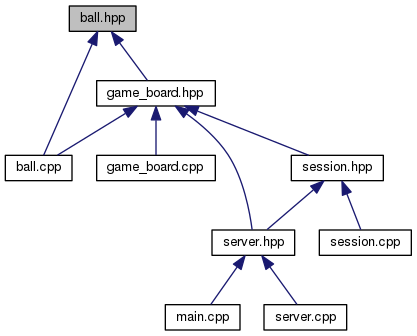 ball.hpp
game_board.hpp
ball.cpp
game_board.cpp
session.hpp
server.hpp
session.cpp
main.cpp
server.cpp